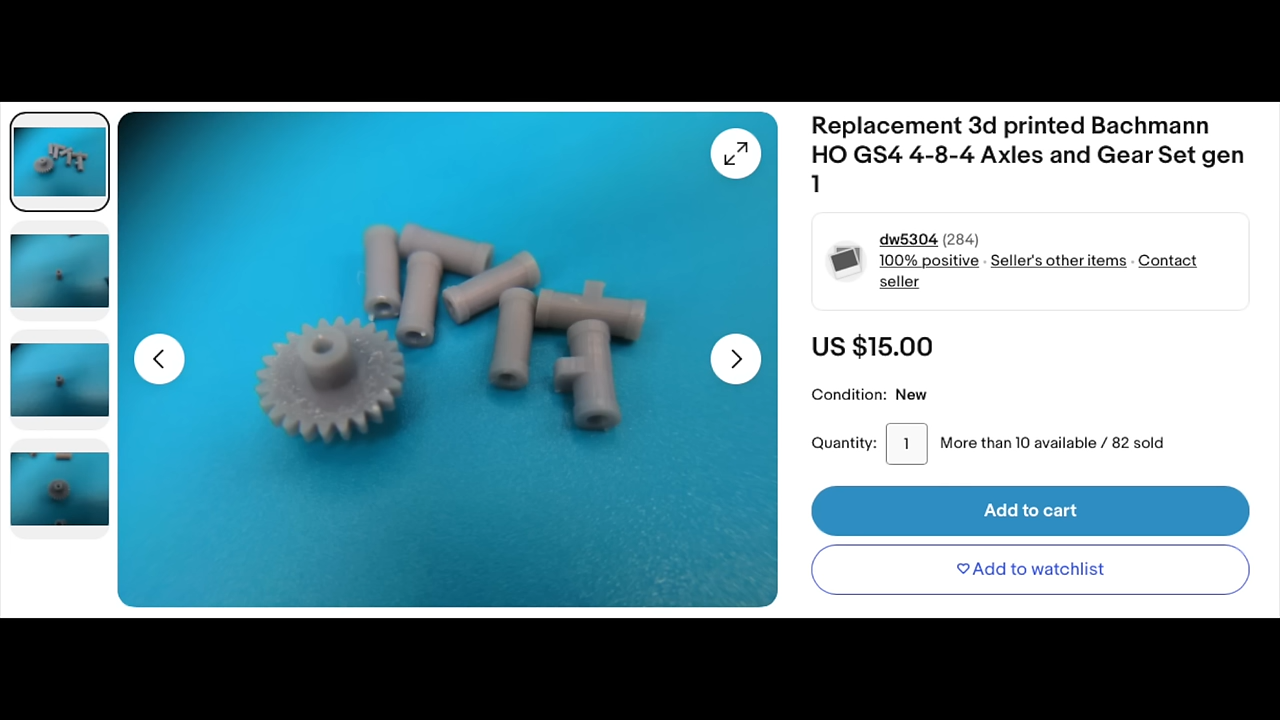 Replacement 3d printed Bachmann
HO GS4 4-8-4 Axles and Gear Set gen
1
dw5304 (284)
100% positive · Seller's other items · Contact
seller
US $15.00
Condition: New
Quantity: 1 More than 10 available / 82 sold
Add to cart
Add to watchlist